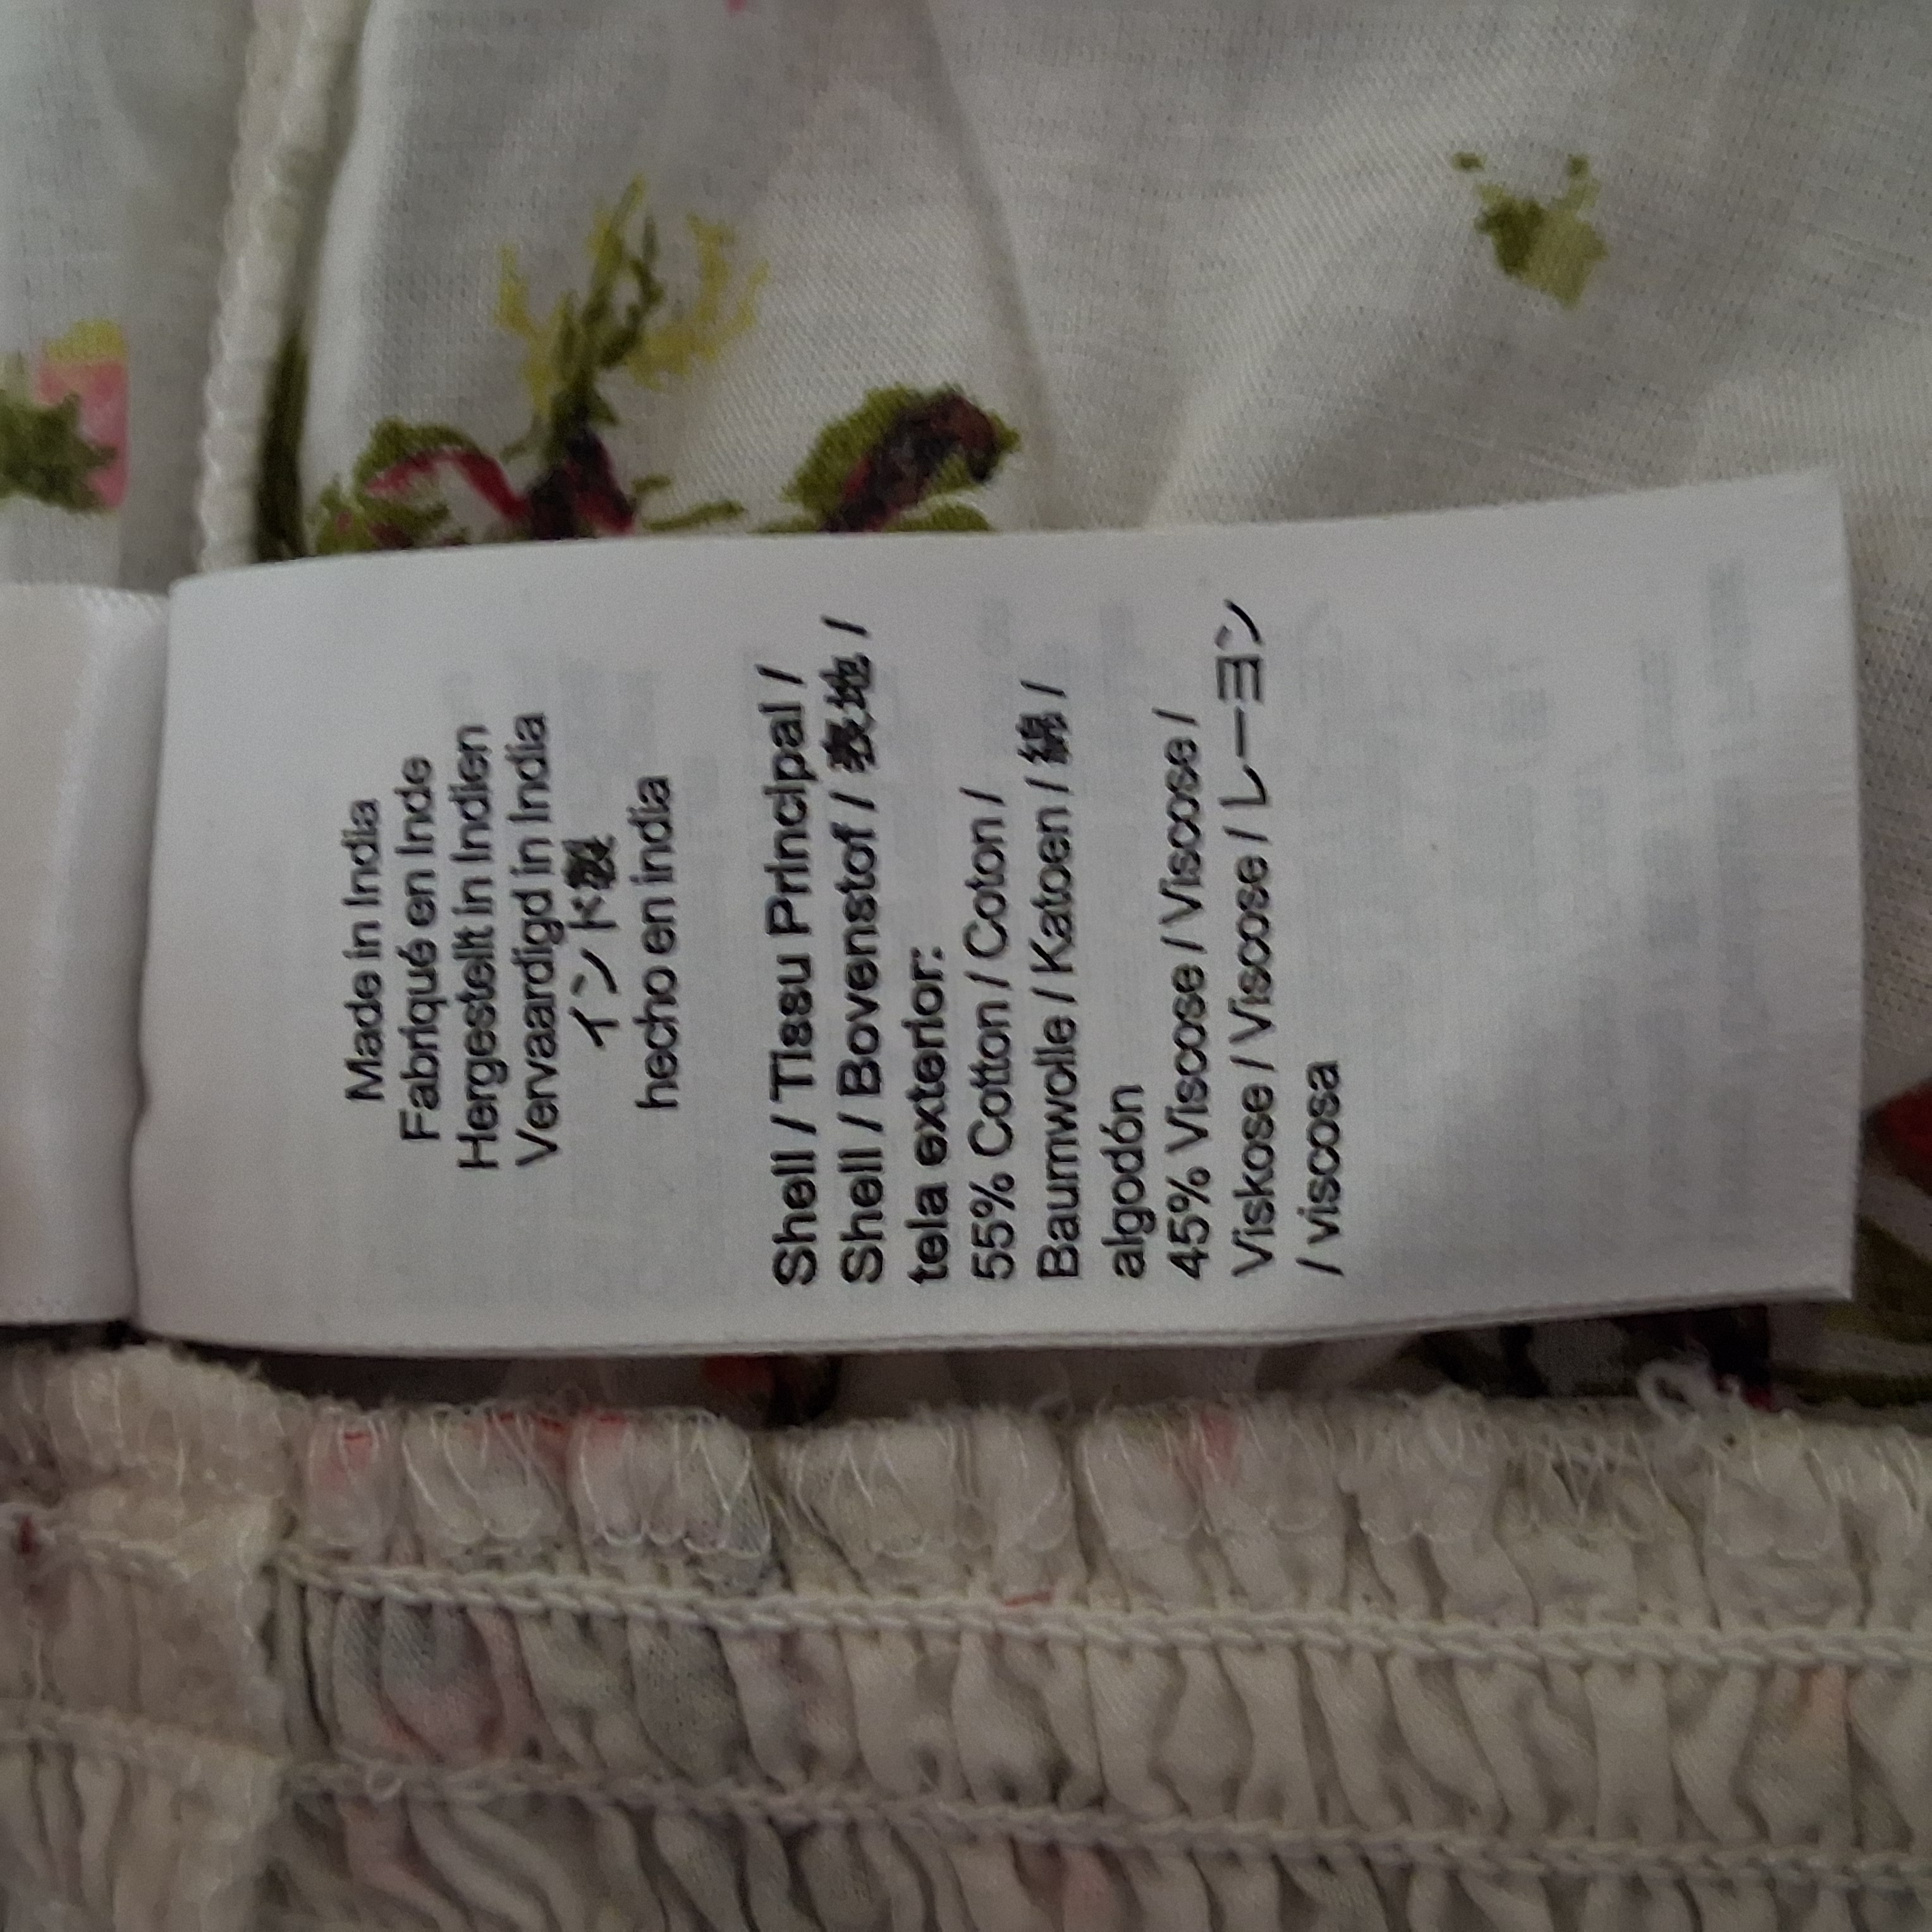 Made in India
Fabriqué en Inde
Hergestellt in Indien
Vervaardigd in India
インド製
hecho en india
Shell / Tissu Principal /
Shell / Bovenstof / 表地 /
tela exterior:
55% Cotton / Coton /
Baumwolle / Katoen / 綿 /
algodón
45% Viscose / Viscose /
Viskose / Viscose / レーヨン
/ viscosa